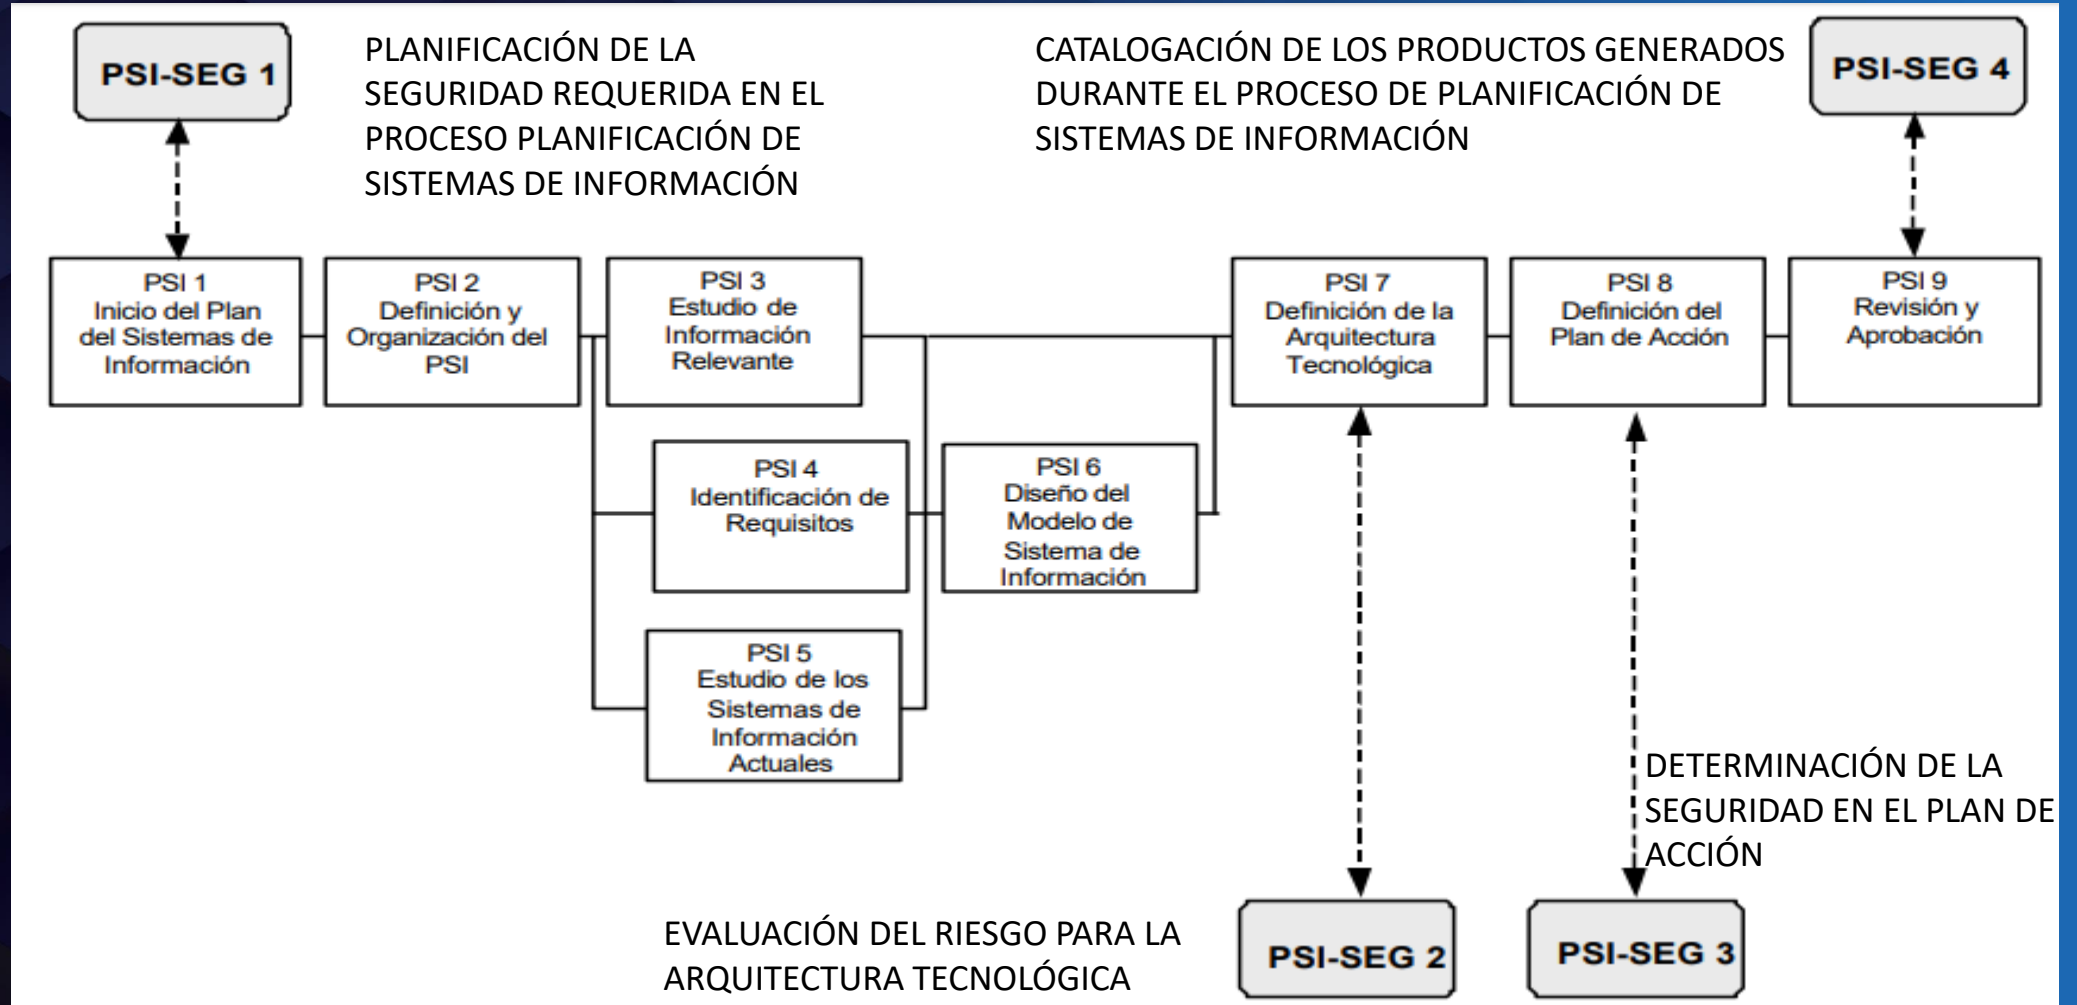 PSI-SEG 1
PLANIFICACIÓN DE LA
SEGURIDAD REQUERIDA EN EL
PROCESO PLANIFICACIÓN DE
SISTEMAS DE INFORMACIÓN
CATALOGACIÓN DE LOS PRODUCTOS GENERADOS
DURANTE EL PROCESO DE PLANIFICACIÓN DE
SISTEMAS DE INFORMACIÓN
PSI-SEG 4
PSI 1
Inicio del Plan
del Sistemas de
Información
PSI 2
Definición y
Organización del
PSI
PSI 3
Estudio de
Información
Relevante
PSI 7
Definición de la
Arquitectura
Tecnológica
PSI 8
Definición del
Plan de Acción
PSI 9
Revisión y
Aprobación
PSI 4
Identificación de
Requisitos
PSI 6
Diseño del
Modelo de
Sistema de
Información
PSI 5
Estudio de los
Sistemas de
Información
Actuales
DETERMINACIÓN DE LA
SEGURIDAD EN EL PLAN DE
ACCIÓN
EVALUACIÓN DEL RIESGO PARA LA
ARQUITECTURA TECNOLÓGICA
PSI-SEG 2
PSI-SEG 3